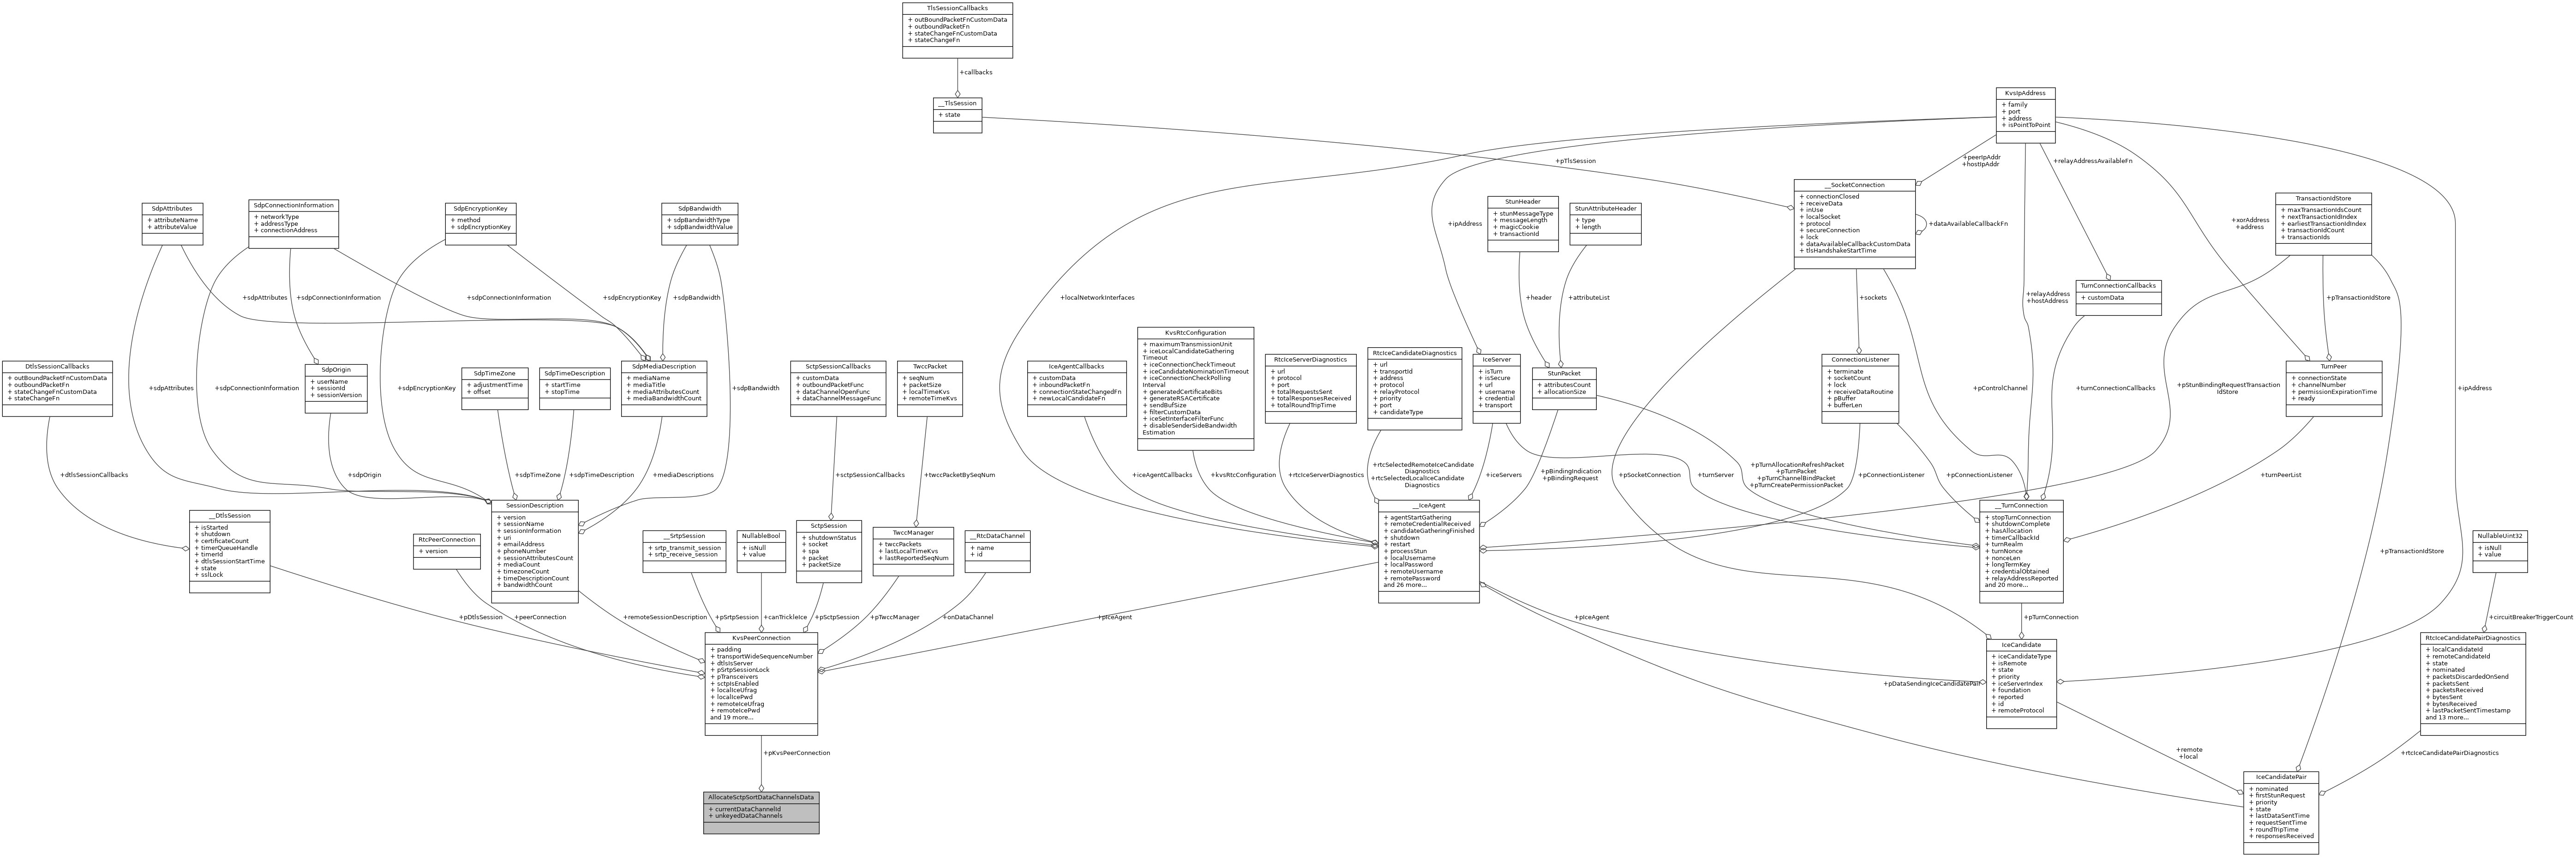 TlsSessionCallbacks
+ outBoundPacketFnCustomData
+ outboundPacketFn
+ stateChangeFnCustomData
+ stateChangeFn
+callbacks
__TlsSession
+ state
+pTlsSession
KvsIpAddress
+ family
+ port
+ address
+ isPointToPoint
+peerIpAddr
+hostIpAddr
+relayAddressAvailableFn
+ipAddress
+localNetworkInterfaces
+relayAddress
+hostAddress
+xorAddress
+address
+ipAddress
__SocketConnection
+ connectionClosed
+ receiveData
+ inUse
+ localSocket
+ protocol
+ secureConnection
+ lock
+ dataAvailableCallbackCustomData
+ tlsHandshakeStartTime
+dataAvailableCallbackFn
+sockets
+pControlChannel
+pSocketConnection
TransactionIdStore
+ maxTransactionIdsCount
+ nextTransactionIdIndex
+ earliestTransactionIdIndex
+ transactionIdCount
+ transactionIds
+pTransactionIdStore
+pStunBindingRequestTransaction
IdStore
+pTransactionIdStore
StunHeader
+ stunMessageType
+ messageLength
+ magicCookie
+ transactionId
+header
StunAttributeHeader
+ type
+ length
+attributeList
SdpAttributes
+ attributeName
+ attributeValue
+sdpAttributes
+sdpAttributes
SdpConnectionInformation
+ networkType
+ addressType
+ connectionAddress
+sdpConnectionInformation
+sdpConnectionInformation
+sdpConnectionInformation
SdpEncryptionKey
+ method
+ sdpEncryptionKey
+sdpEncryptionKey
+sdpEncryptionKey
SdpBandwidth
+ sdpBandwidthType
+ sdpBandwidthValue
+sdpBandwidth
+sdpBandwidth
TurnConnectionCallbacks
+ customData
+turnConnectionCallbacks
DtlsSessionCallbacks
+ outBoundPacketFnCustomData
+ outboundPacketFn
+ stateChangeFnCustomData
+ stateChangeFn
+dtlsSessionCallbacks
SdpOrigin
+ userName
+ sessionId
+ sessionVersion
+sdpOrigin
SdpTimeZone
+ adjustmentTime
+ offset
+sdpTimeZone
SdpTimeDescription
+ startTime
+ stopTime
+sdpTimeDescription
SdpMediaDescription
+ mediaName
+ mediaTitle
+ mediaAttributesCount
+ mediaBandwidthCount
+mediaDescriptions
SctpSessionCallbacks
+ customData
+ outboundPacketFunc
+ dataChannelOpenFunc
+ dataChannelMessageFunc
+sctpSessionCallbacks
TwccPacket
+ seqNum
+ packetSize
+ localTimeKvs
+ remoteTimeKvs
+twccPacketBySeqNum
IceAgentCallbacks
+ customData
+ inboundPacketFn
+ connectionStateChangedFn
+ newLocalCandidateFn
+iceAgentCallbacks
KvsRtcConfiguration
+ maximumTransmissionUnit
+ iceLocalCandidateGathering
Timeout
+ iceConnectionCheckTimeout
+ iceCandidateNominationTimeout
+ iceConnectionCheckPolling
Interval
+ generatedCertificateBits
+ generateRSACertificate
+ sendBufSize
+ filterCustomData
+ iceSetInterfaceFilterFunc
+ disableSenderSideBandwidth
Estimation
+kvsRtcConfiguration
RtcIceServerDiagnostics
+ url
+ protocol
+ port
+ totalRequestsSent
+ totalResponsesReceived
+ totalRoundTripTime
+rtcIceServerDiagnostics
RtcIceCandidateDiagnostics
+ url
+ transportId
+ address
+ protocol
+ relayProtocol
+ priority
+ port
+ candidateType
+rtcSelectedRemoteIceCandidate
Diagnostics
+rtcSelectedLocalIceCandidate
Diagnostics
IceServer
+ isTurn
+ isSecure
+ url
+ username
+ credential
+ transport
+iceServers
+turnServer
StunPacket
+ attributesCount
+ allocationSize
+pBindingIndication
+pBindingRequest
+pTurnAllocationRefreshPacket
+pTurnPacket
+pTurnChannelBindPacket
+pTurnCreatePermissionPacket
ConnectionListener
+ terminate
+ socketCount
+ lock
+ receiveDataRoutine
+ pBuffer
+ bufferLen
+pConnectionListener
+pConnectionListener
TurnPeer
+ connectionState
+ channelNumber
+ permissionExpirationTime
+ ready
+turnPeerList
__DtlsSession
+ isStarted
+ shutdown
+ certificateCount
+ timerQueueHandle
+ timerId
+ dtlsSessionStartTime
+ state
+ sslLock
+pDtlsSession
RtcPeerConnection
+ version
+peerConnection
SessionDescription
+ version
+ sessionName
+ sessionInformation
+ uri
+ emailAddress
+ phoneNumber
+ sessionAttributesCount
+ mediaCount
+ timezoneCount
+ timeDescriptionCount
+ bandwidthCount
+remoteSessionDescription
__SrtpSession
+ srtp_transmit_session
+ srtp_receive_session
+pSrtpSession
NullableBool
+ isNull
+ value
+canTrickleIce
SctpSession
+ shutdownStatus
+ socket
+ spa
+ packet
+ packetSize
+pSctpSession
TwccManager
+ twccPackets
+ lastLocalTimeKvs
+ lastReportedSeqNum
+pTwccManager
__RtcDataChannel
+ name
+ id
+onDataChannel
__IceAgent
+ agentStartGathering
+ remoteCredentialReceived
+ candidateGatheringFinished
+ shutdown
+ restart
+ processStun
+ localUsername
+ localPassword
+ remoteUsername
+ remotePassword
and 26 more...
+pIceAgent
+pIceAgent
__TurnConnection
+ stopTurnConnection
+ shutdownComplete
+ hasAllocation
+ timerCallbackId
+ turnRealm
+ turnNonce
+ nonceLen
+ longTermKey
+ credentialObtained
+ relayAddressReported
and 20 more...
+pTurnConnection
NullableUint32
+ isNull
+ value
+circuitBreakerTriggerCount
KvsPeerConnection
+ padding
+ transportWideSequenceNumber
+ dtlsIsServer
+ pSrtpSessionLock
+ pTransceivers
+ sctpIsEnabled
+ localIceUfrag
+ localIcePwd
+ remoteIceUfrag
+ remoteIcePwd
and 19 more...
+pKvsPeerConnection
IceCandidate
+ iceCandidateType
+ isRemote
+ state
+ priority
+ iceServerIndex
+ foundation
+ reported
+ id
+ remoteProtocol
+pDataSendingIceCandidatePair
+remote
+local
RtcIceCandidatePairDiagnostics
+ localCandidateId
+ remoteCandidateId
+ state
+ nominated
+ packetsDiscardedOnSend
+ packetsSent
+ packetsReceived
+ bytesSent
+ bytesReceived
+ lastPacketSentTimestamp
and 13 more...
+rtcIceCandidatePairDiagnostics
IceCandidatePair
+ nominated
+ firstStunRequest
+ priority
+ state
+ lastDataSentTime
+ requestSentTime
+ roundTripTime
+ responsesReceived
AllocateSctpSortDataChannelsData
+ currentDataChannelId
+ unkeyedDataChannels